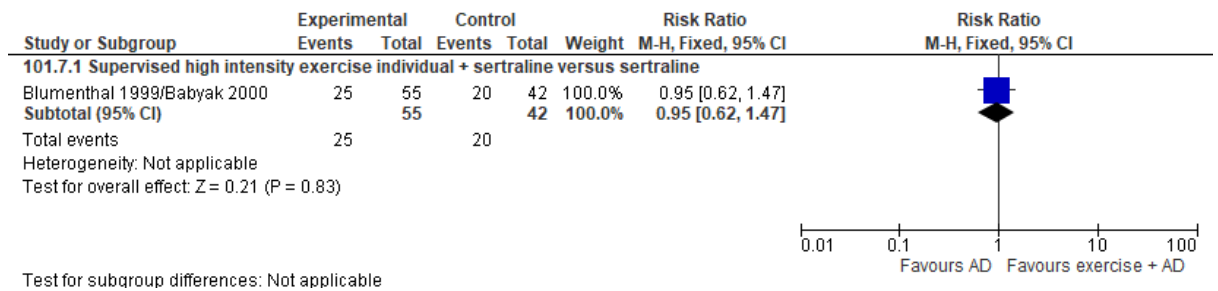 Experimental Control Risk Ratio Risk Ratio
Study or Subgroup Events Total Events Total Weight M-H, Fixed, 95% CI M-H, Fixed, 95% CI
101.7.1 Supervised high intensity exercise individual + sertraline versus sertraline
Blumenthal 1999/Babyak 2000 25 55 20 42 100.0% 0.95 [0.62, 1.47]
Subtotal (95% CI) 55 42 100.0% 0.95 [0.62, 1.47]
Total events 25 20
Heterogeneity: Not applicable
Test for overall effect: Z = 0.21 (P = 0.83)
0.01 0.1 1 10 100
Favours AD Favours exercise + AD
Test for subgroup differences: Not applicable